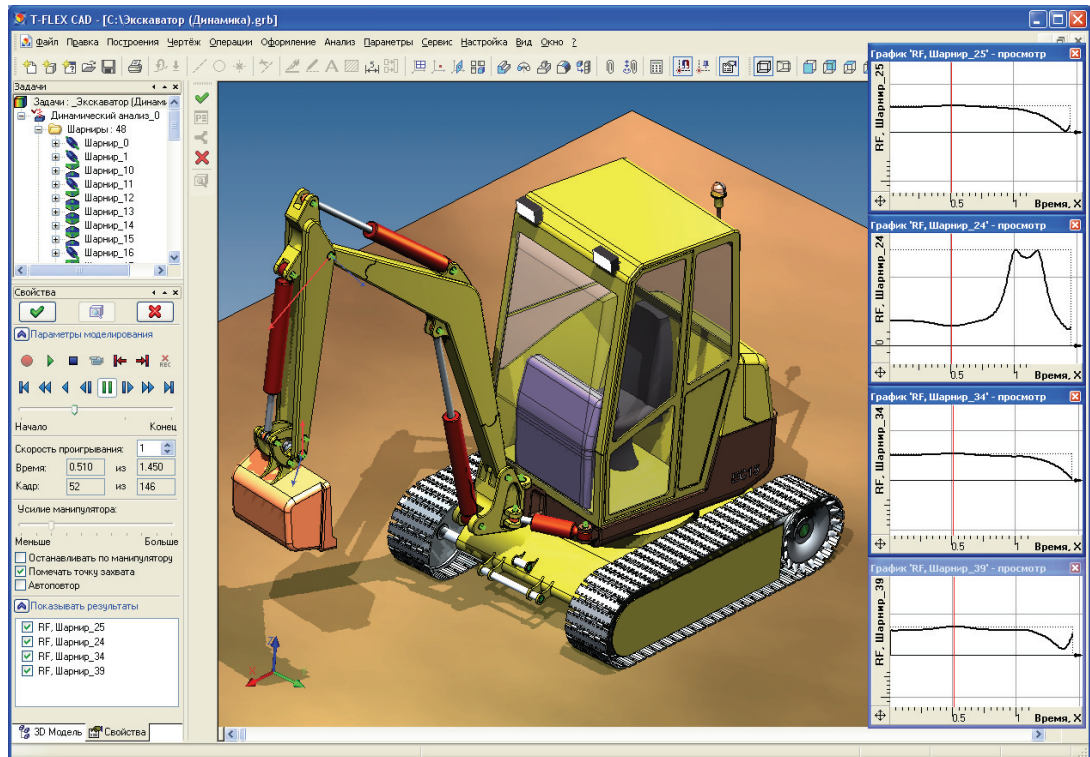 T-FLEX CAD - [C:\Экскаватор (Динамика).grb]
Файл Правка Построения Чертёж Операции Оформление Анализ Параметры Сервис Настройка Вид Окно ?
Задачи
Задачи : _Экскаватор (Динами
Динамический анализ_0
Шарниры : 48
Шарнир_0
Шарнир_1
Шарнир_10
Шарнир_11
Шарнир_12
Шарнир_13
Шарнир_14
Шарнир_15
Шарнир_16
Свойства
Параметры моделирования
REC
Начало Конец
Скорость проигрывания: 1
Время: 0.510 из 1.450
Кадр: 52 из 146
Усилие манипулятора:
Меньше Больше
Останавливать по манипулятору
Помечать точку захвата
Автоповтор
Показывать результаты
RF, Шарнир_25
RF, Шарнир_24
RF, Шарнир_34
RF, Шарнир_39
3D Модель Свойства
График 'RF, Шарнир_25' - просмотр
RF, Шарнир_25
0.5 1 Время, X
График 'RF, Шарнир_24' - просмотр
RF, Шарнир_24
0
0.5 1 Время, X
График 'RF, Шарнир_34' - просмотр
RF, Шарнир_34
0.5 1 Время, X
График 'RF, Шарнир_39' - просмотр
RF, Шарнир_39
0.5 1 Время, X